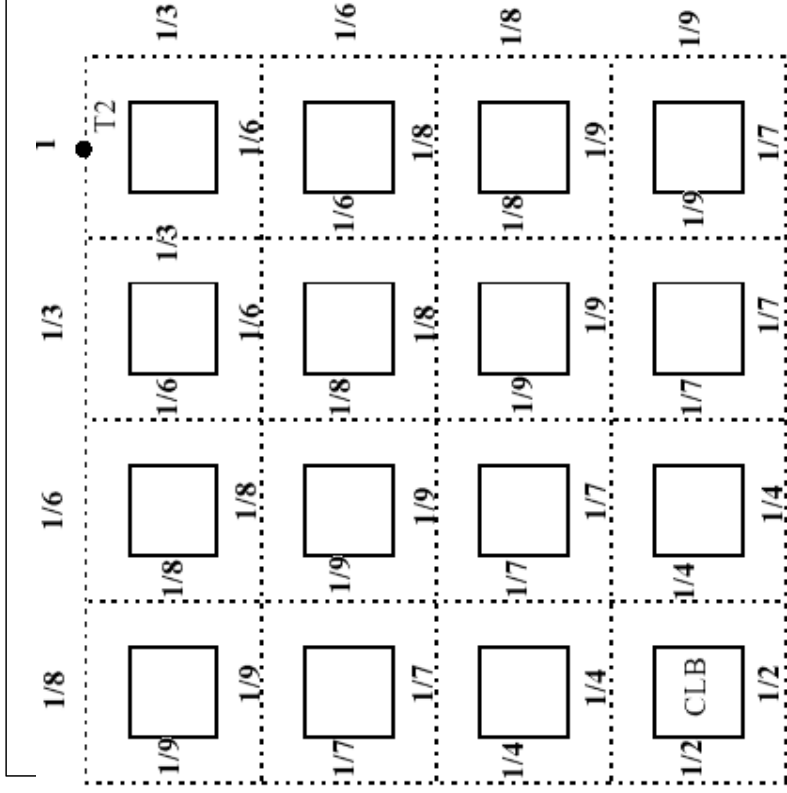 1/8 1/6 1/3 1
T2
1/9 1/8 1/6 1/3 1/3
1/9 1/8 1/6 1/6
1/7 1/9 1/8 1/6 1/6
1/7 1/9 1/8 1/8
1/4 1/7 1/9 1/8 1/8
1/4 1/7 1/9 1/9
1/2 CLB 1/4 1/7 1/9 1/9
1/2 1/4 1/7 1/7